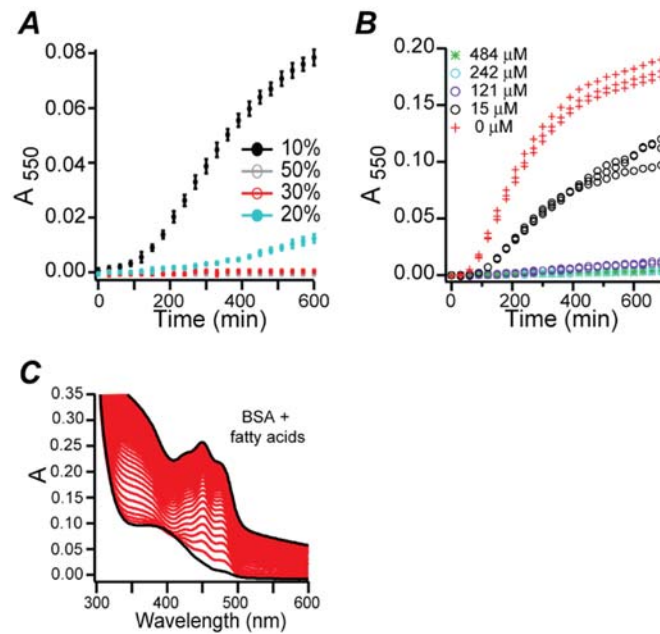 A
A 550
0.08
0.06
0.04
0.02
0.00
10%
50%
30%
20%
0
200
400
600
Time (min)
B
A 550
0.20
0.15
0.10
0.05
0.00
484 μM
242 μM
121 μM
15 μM
0 μM
0
200
400
600
Time (min)
C
A
0.35
0.30
0.25
0.20
0.15
0.10
0.05
0.00
BSA +
fatty acids
300
400
500
600
Wavelength (nm)